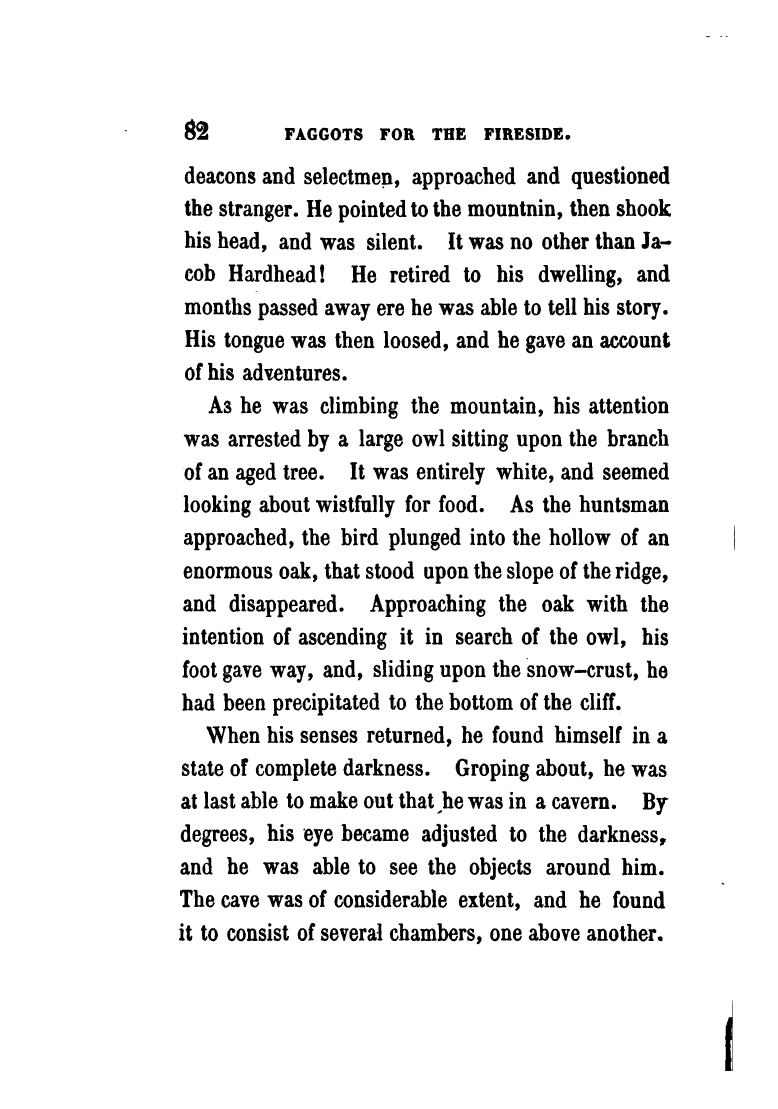 82 FAGGOTS FOR THE FIRESIDE.
deacons and selectmen, approached and questioned
the stranger. He pointed to the mountnin, then shook
his head, and was silent. It was no other than Ja-
cob Hardhead! He retired to his dwelling, and
months passed away ere he was able to tell his story.
His tongue was then loosed, and he gave an account
of his adventures.
As he was climbing the mountain, his attention
was arrested by a large owl sitting upon the branch
of an aged tree. It was entirely white, and seemed
looking about wistfully for food. As the huntsman
approached, the bird plunged into the hollow of an
enormous oak, that stood upon the slope of the ridge,
and disappeared. Approaching the oak with the
intention of ascending it in search of the owl, his
foot gave way, and, sliding upon the snow-crust, he
had been precipitated to the bottom of the cliff.
When his senses returned, he found himself in a
state of complete darkness. Groping about, he was
at last able to make out that he was in a cavern. By
degrees, his eye became adjusted to the darkness,
and he was able to see the objects around him.
The cave was of considerable extent, and he found
it to consist of several chambers, one above another.